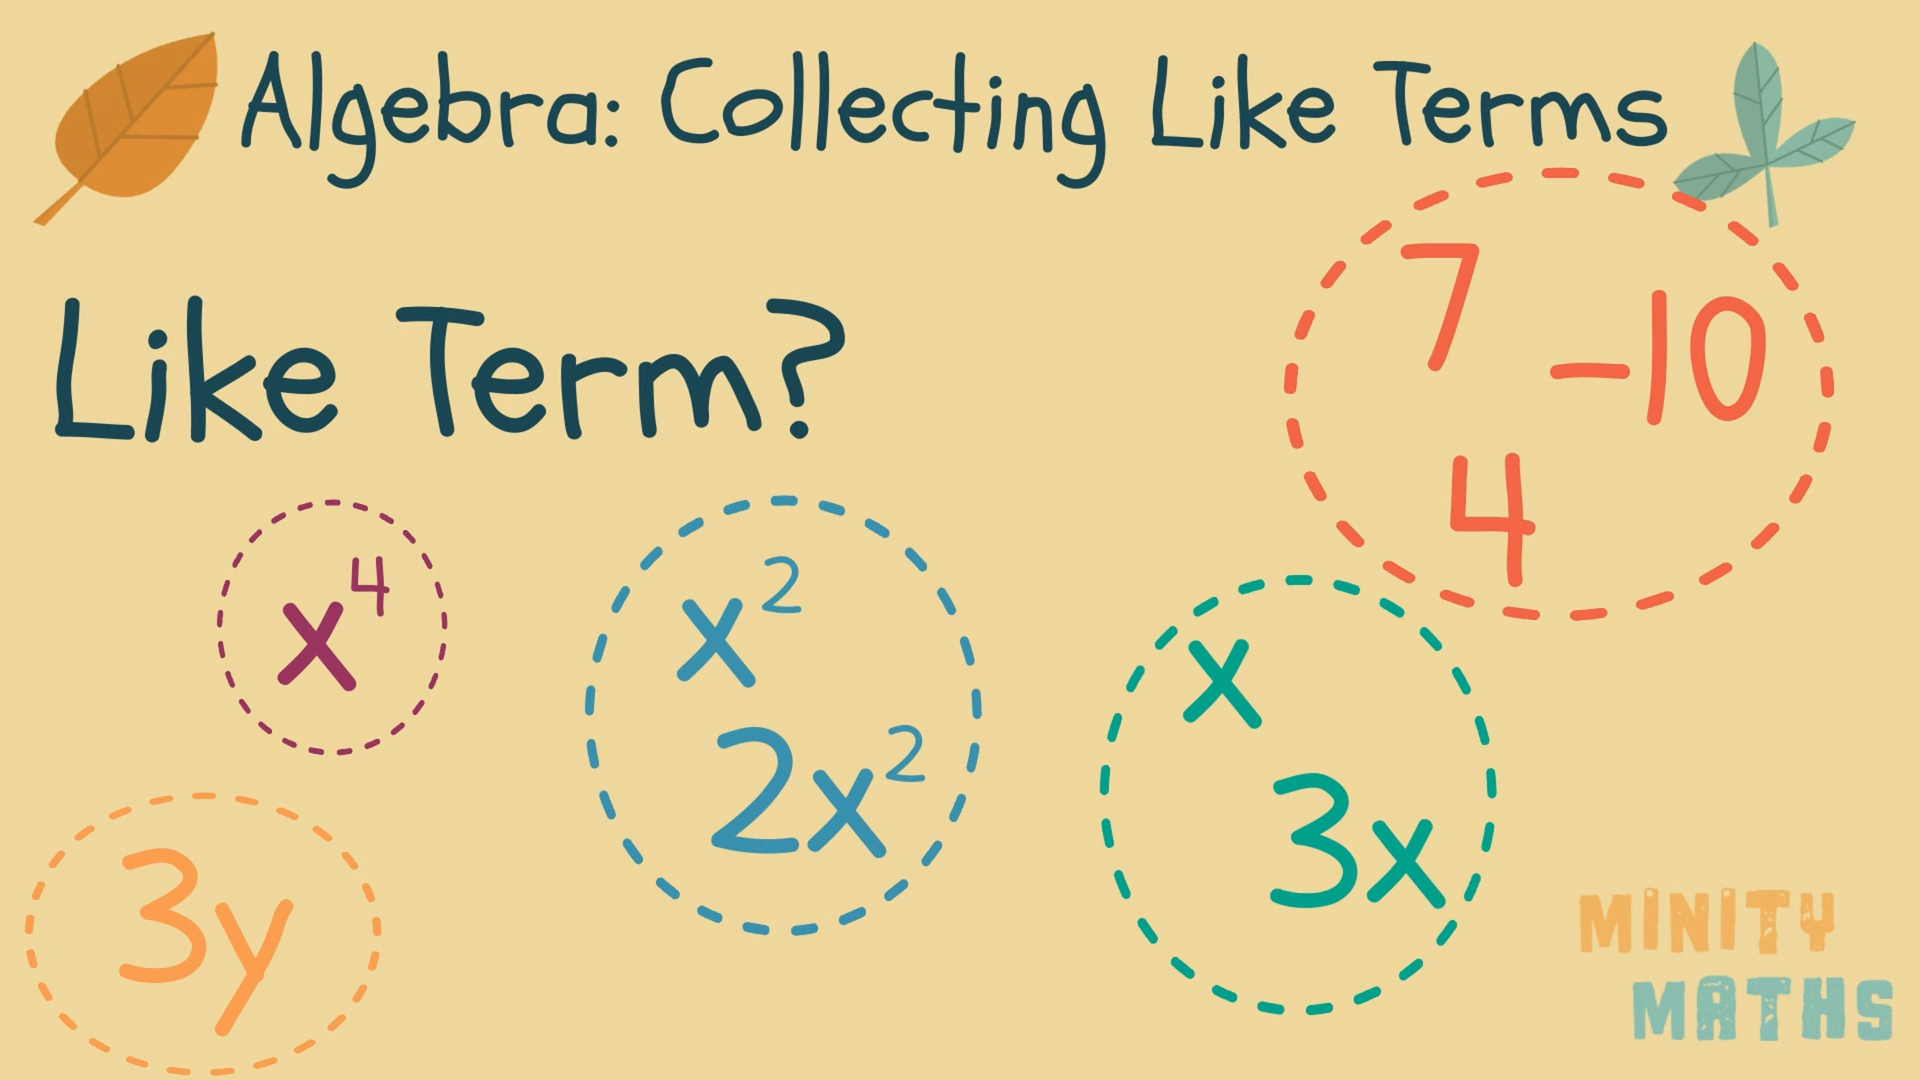 Algebra: Collecting Like Terms
Like Term?
7
-10
4
x⁴
x²
2x²
x
3x
3y
MINITY
MATHS